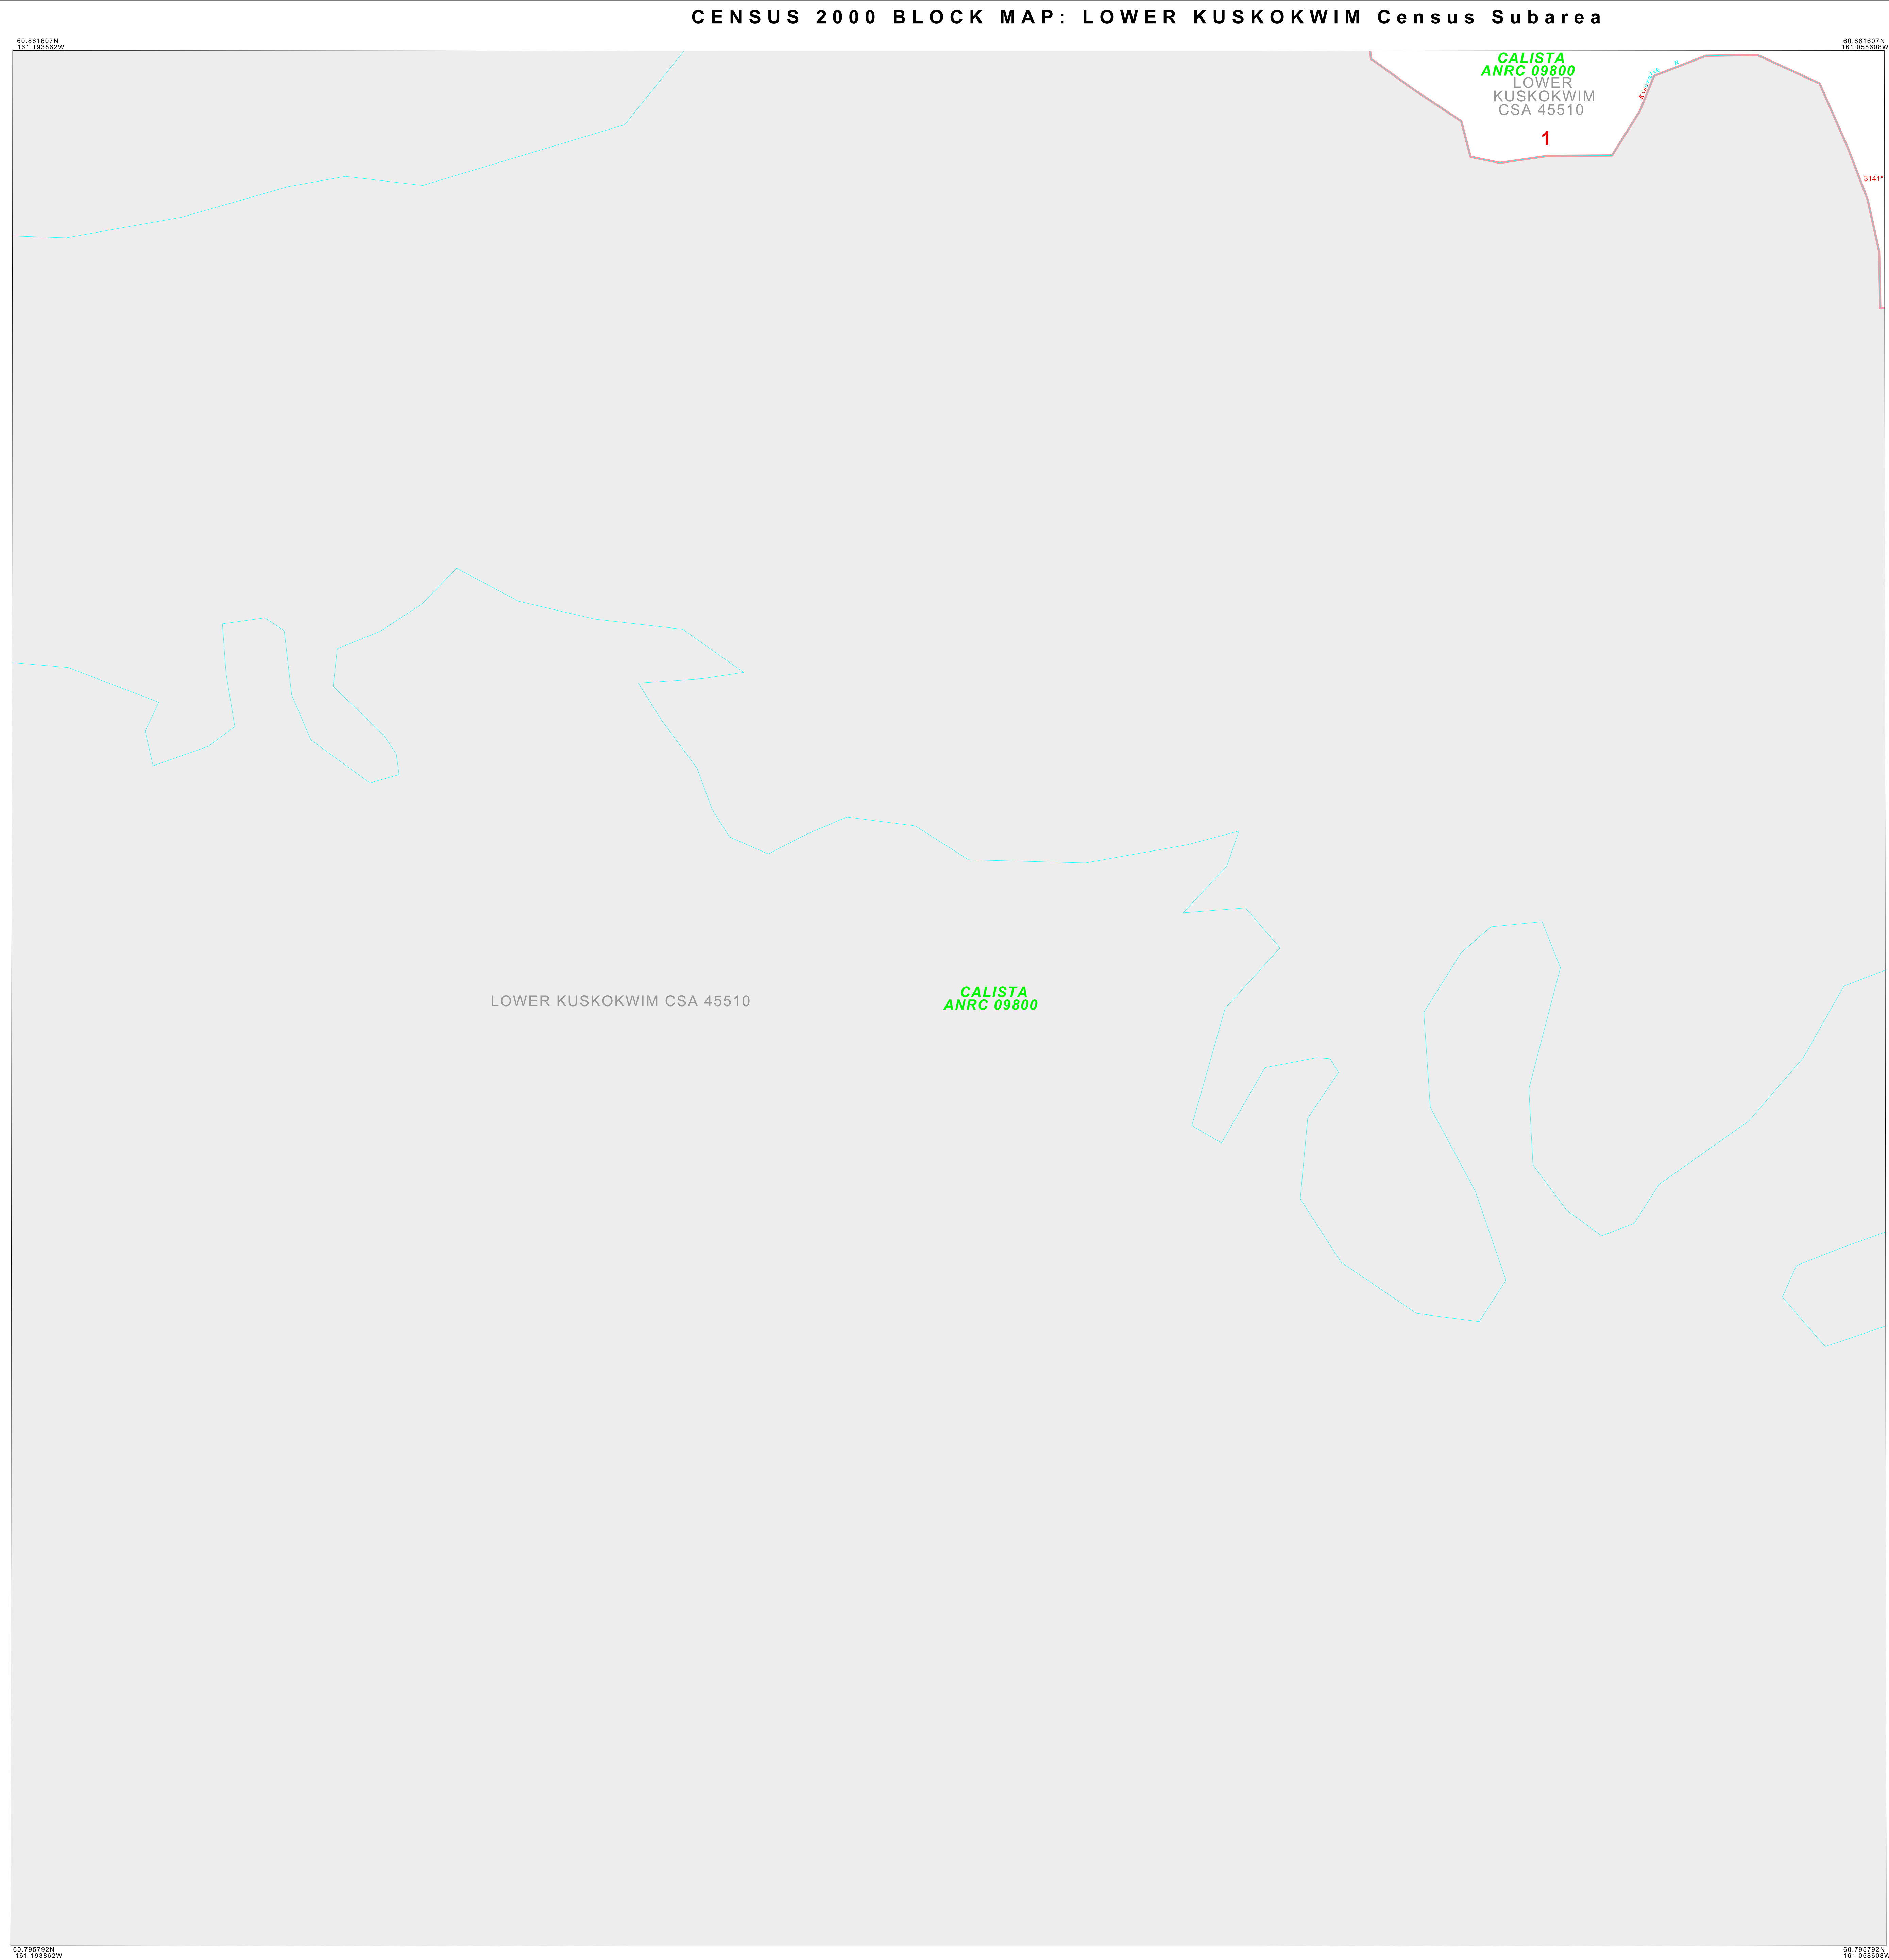 CENSUS 2000 BLOCK MAP: LOWER KUSKOKWIM Census Subarea
60.861607N
161.193862W
60.861607N
161.058608W
CALISTA
ANRC 09800
LOWER
KUSKOKWIM
CSA 45510
1
3141*
LOWER KUSKOKWIM CSA 45510
CALISTA
ANRC 09800
60.795792N
161.193862W
60.795792N
161.058608W